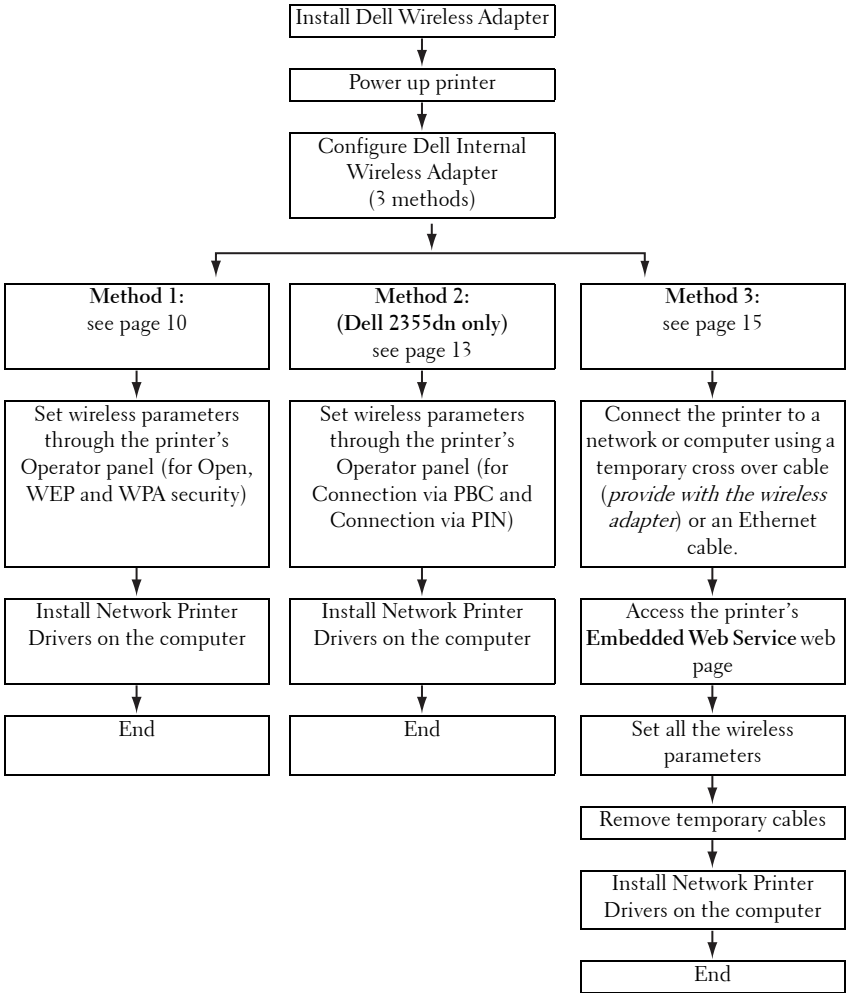 Install Dell Wireless Adapter
Power up printer
Configure Dell Internal
Wireless Adapter
(3 methods)
Method 1:
see page 10
Set wireless parameters
through the printer’s
Operator panel (for Open,
WEP and WPA security)
Install Network Printer
Drivers on the computer
End
Method 2:
(Dell 2355dn only)
see page 13
Set wireless parameters
through the printer’s
Operator panel (for
Connection via PBC and
Connection via PIN)
Install Network Printer
Drivers on the computer
End
Method 3:
see page 15
Connect the printer to a
network or computer using a
temporary cross over cable
(provide with the wireless
adapter) or an Ethernet
cable.
Access the printer’s
Embedded Web Service web
page
Set all the wireless
parameters
Remove temporary cables
Install Network Printer
Drivers on the computer
End